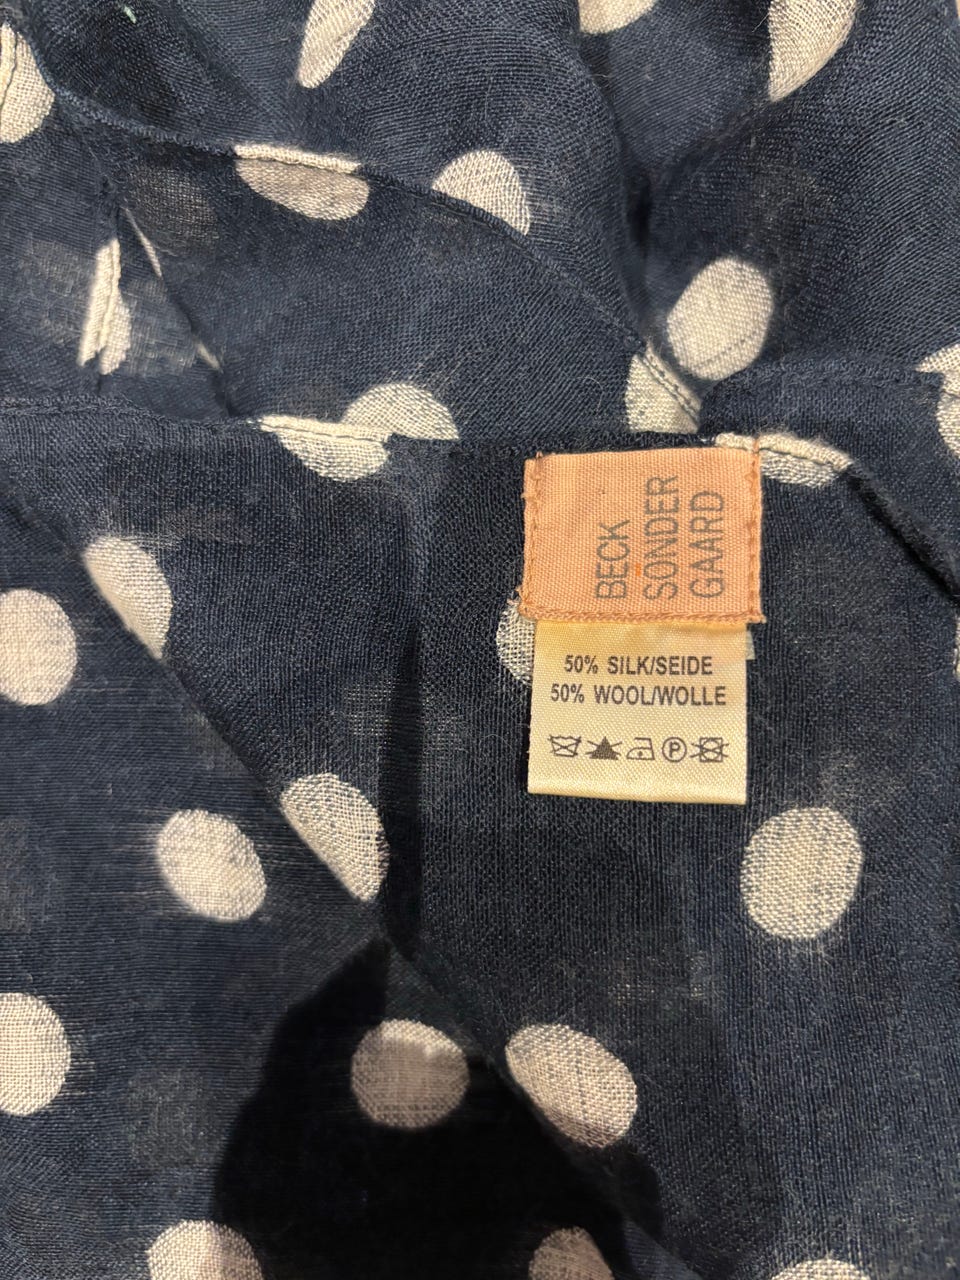 BECK
SONDER
GAARD
50% SILK/SEIDE
50% WOOL/WOLLE
P